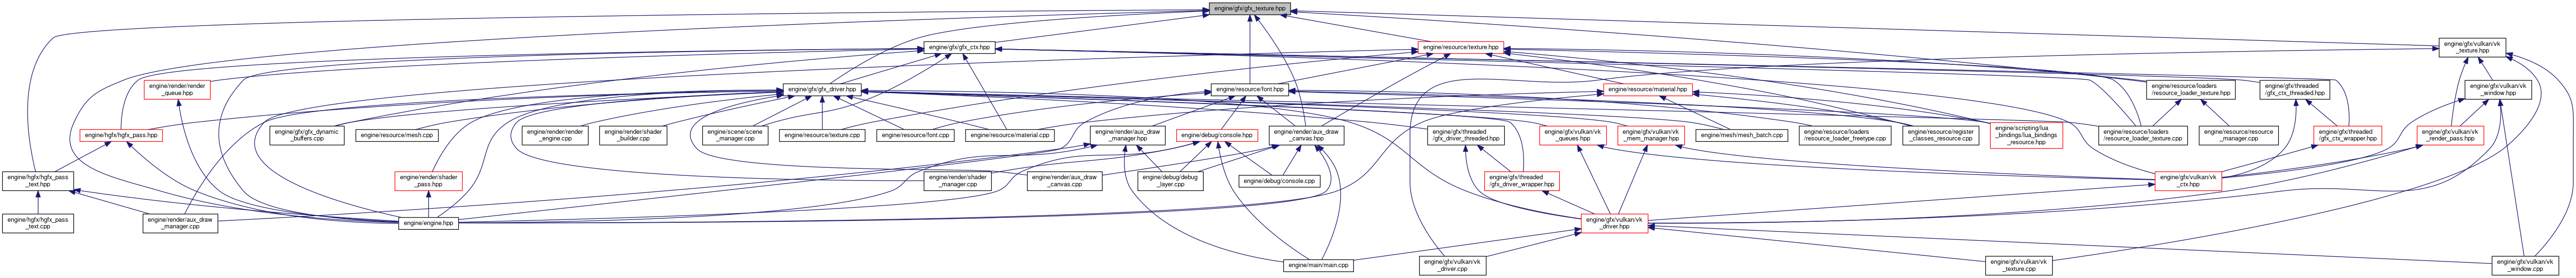 engine/gfx/gfx_texture.hpp
engine/gfx/gfx_ctx.hpp
engine/resource/texture.hpp
engine/gfx/vulkan/vk
_texture.hpp
engine/render/render
_queue.hpp
engine/gfx/gfx_driver.hpp
engine/resource/font.hpp
engine/resource/material.hpp
engine/resource/loaders
/resource_loader_texture.hpp
engine/gfx/threaded
/gfx_ctx_threaded.hpp
engine/gfx/vulkan/vk
_window.hpp
engine/hgfx/hgfx_pass.hpp
engine/gfx/gfx_dynamic
_buffers.cpp
engine/resource/mesh.cpp
engine/render/render
_engine.cpp
engine/render/shader
_builder.cpp
engine/scene/scene
_manager.cpp
engine/resource/texture.cpp
engine/resource/font.cpp
engine/resource/material.cpp
engine/render/aux_draw
_manager.hpp
engine/debug/console.hpp
engine/render/aux_draw
_canvas.hpp
engine/gfx/threaded
/gfx_driver_threaded.hpp
engine/gfx/vulkan/vk
_queues.hpp
engine/gfx/vulkan/vk
_mem_manager.hpp
engine/mesh/mesh_batch.cpp
engine/resource/loaders
/resource_loader_freetype.cpp
engine/resource/register
_classes_resource.cpp
engine/scripting/lua
_bindings/lua_bindings
_resource.hpp
engine/resource/loaders
/resource_loader_texture.cpp
engine/resource/resource
_manager.cpp
engine/gfx/threaded
/gfx_ctx_wrapper.hpp
engine/gfx/vulkan/vk
_render_pass.hpp
engine/hgfx/hgfx_pass
_text.hpp
engine/render/shader
_pass.hpp
engine/render/shader
_manager.cpp
engine/render/aux_draw
_canvas.cpp
engine/debug/debug
_layer.cpp
engine/debug/console.cpp
engine/gfx/threaded
/gfx_driver_wrapper.hpp
engine/gfx/vulkan/vk
_ctx.hpp
engine/hgfx/hgfx_pass
_text.cpp
engine/render/aux_draw
_manager.cpp
engine/engine.hpp
engine/gfx/vulkan/vk
_driver.hpp
engine/main/main.cpp
engine/gfx/vulkan/vk
_driver.cpp
engine/gfx/vulkan/vk
_texture.cpp
engine/gfx/vulkan/vk
_window.cpp